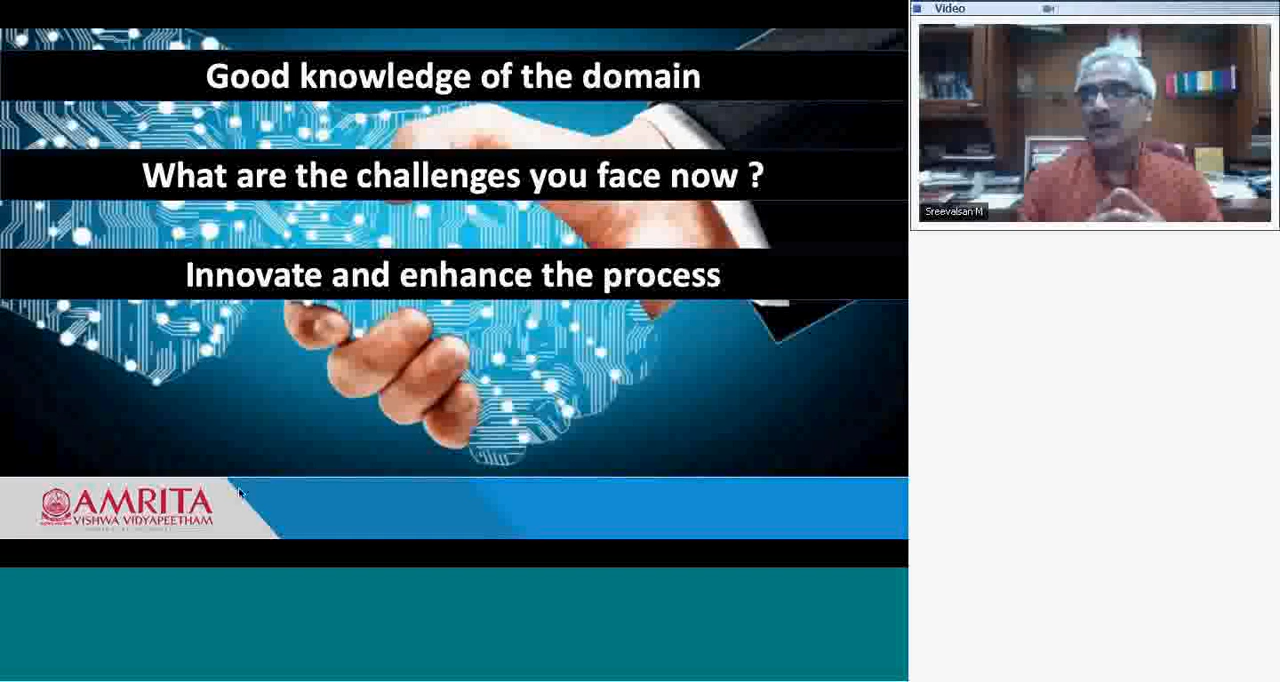 Good knowledge of the domain
What are the challenges you face now ?
Innovate and enhance the process
AMRITA
VISHWA VIDYAPEETHAM
Video
Sreevalsan M